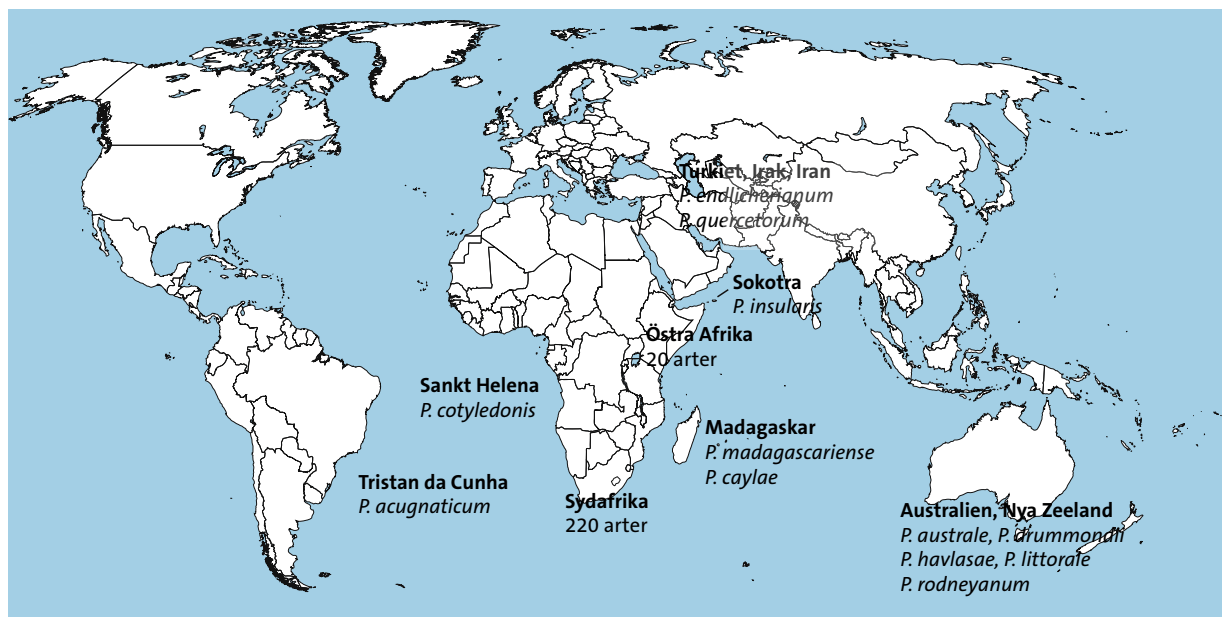 Turkiet, Irak, Iran
P. endlicherianum
P. quercetorum
Sokotra
P. insularis
Östra Afrika
20 arter
Sankt Helena
P. cotyledonis
Madagaskar
P. madagascariense
P. caylae
Tristan da Cunha
P. acugnaticum
Sydafrika
220 arter
Australien, Nya Zeeland
P. australe, P. drummondii
P. havlasae, P. littorale
P. rodneyanum